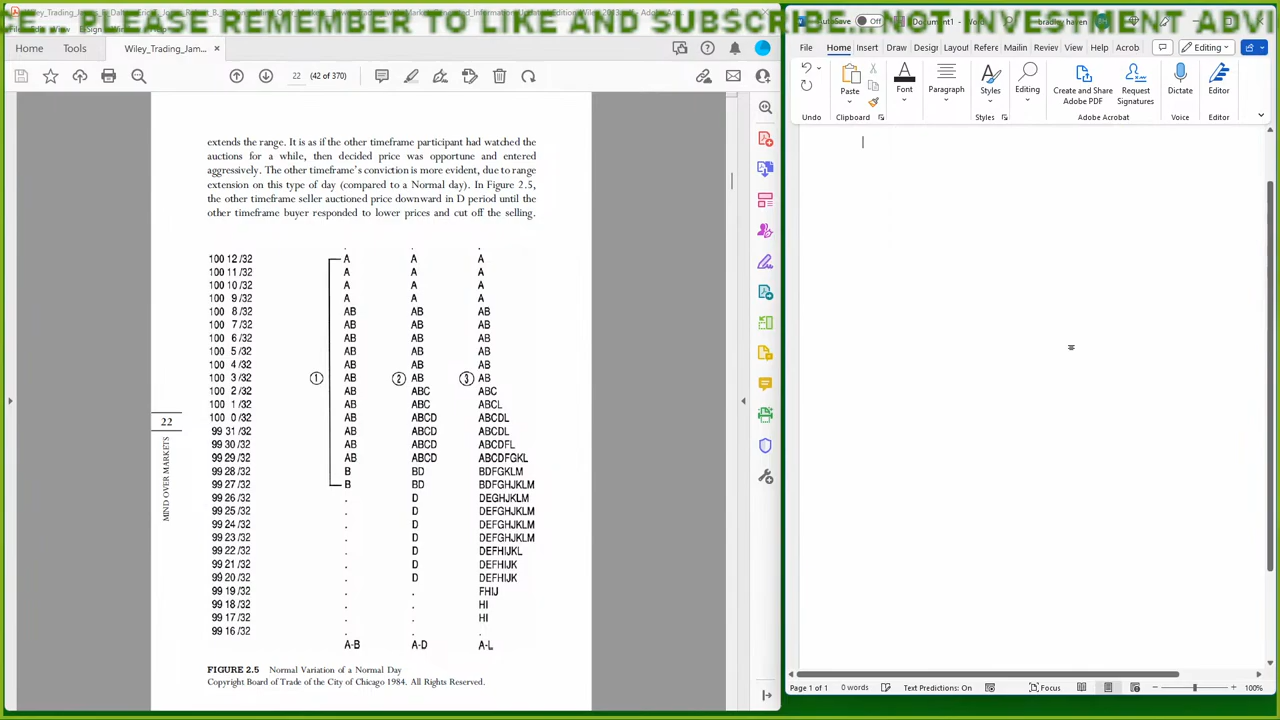 PLEASE REMEMBER TO LIKE AND SUBSCRIBE...NOT INVESTMENT ADV
Home Tools Wiley_Trading_Jam... ×
22 (42 of 370)
AutoSave Off Document1 - Word
File Home Insert Draw Design Layout Refers Mailin Review View Help Acrob Editing
Undo Paste Clipboard Font Paragraph Styles Styles Editing Create and Share Adobe PDF Request Signatures Adobe Acrobat Dictate Voice Editor Editor
extends the range. It is as if the other timeframe participant had watched the
auctions for a while, then decided price was opportune and entered
aggressively. The other timeframe's conviction is more evident, due to range
extension on this type of day (compared to a Normal day). In Figure 2.5,
the other timeframe seller auctioned price downward in D period until the
other timeframe buyer responded to lower prices and cut off the selling.
. . .
100 12 /32 A A A
100 11 /32 A A A
100 10 /32 A A A
100 9 /32 A A A
100 8 /32 AB AB AB
100 7 /32 AB AB AB
100 6 /32 AB AB AB
100 5 /32 AB AB AB
100 4 /32 AB AB AB
100 3 /32 ① AB ② AB ③ AB
100 2 /32 AB ABC ABC
100 1 /32 AB ABC ABCL
100 0 /32 AB ABCD ABCDL
99 31 /32 AB ABCD ABCDL
99 30 /32 AB ABCD ABCDFL
99 29 /32 AB ABCD ABCDFGKL
99 28 /32 B BD BDFGKLM
99 27 /32 B BD BDFGHJKLM
99 26 /32 . D DEGHJKLM
99 25 /32 . D DEFGHJKLM
99 24 /32 . D DEFGHJKLM
99 23 /32 . D DEFGHJKLM
99 22 /32 . D DEFHIJKL
99 21 /32 . D DEFHIJK
99 20 /32 . D DEFHIJK
99 19 /32 . . FHIJ
99 18 /32 . . HI
99 17 /32 . . HI
99 16 /32 . . .
A-B A-D A-L
22
MIND OVER MARKETS
FIGURE 2.5 Normal Variation of a Normal Day
Copyright Board of Trade of the City of Chicago 1984. All Rights Reserved.
Page 1 of 1 0 words Text Predictions: On Focus 100%